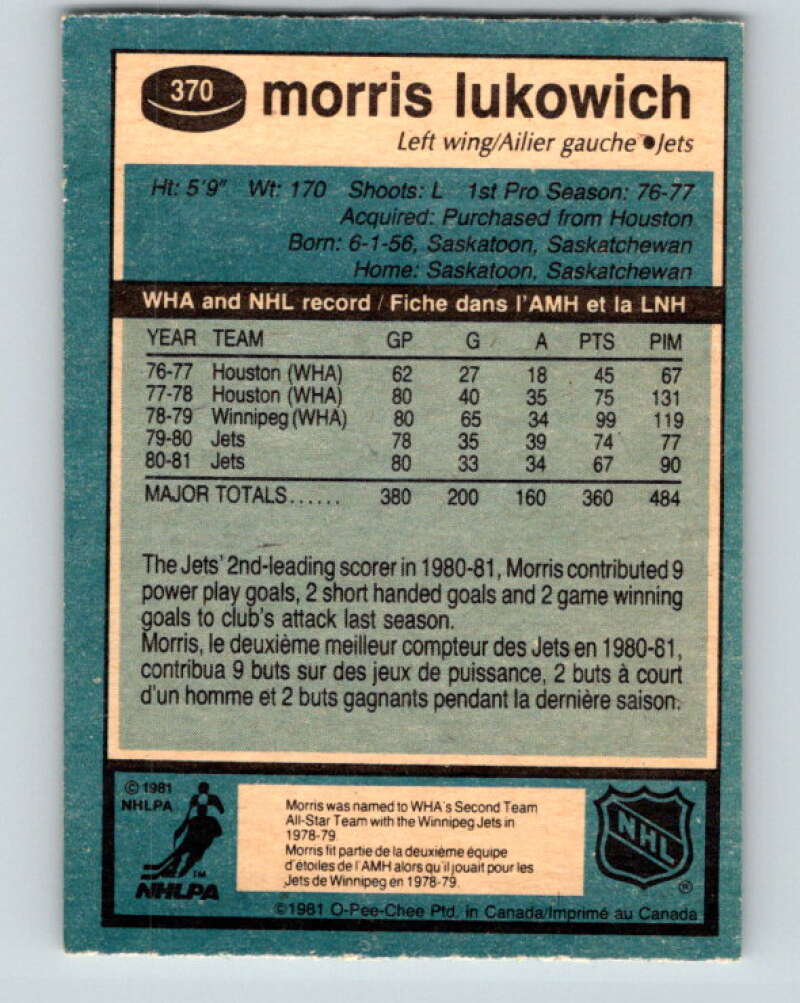 370 morris lukowich
Left wing/Ailier gauche ● Jets
Ht: 5'9" Wt: 170 Shoots: L 1st Pro Season: 76-77
Acquired: Purchased from Houston
Born: 6-1-56, Saskatoon, Saskatchewan
Home: Saskatoon, Saskatchewan
WHA and NHL record / Fiche dans l'AMH et la LNH
YEAR TEAM GP G A PTS PIM
76-77 Houston (WHA) 62 27 18 45 67
77-78 Houston (WHA) 80 40 35 75 131
78-79 Winnipeg (WHA) 80 65 34 99 119
79-80 Jets 78 35 39 74 77
80-81 Jets 80 33 34 67 90
MAJOR TOTALS...... 380 200 160 360 484
The Jets' 2nd-leading scorer in 1980-81, Morris contributed 9
power play goals, 2 short handed goals and 2 game winning
goals to club's attack last season.
Morris, le deuxième meilleur compteur des Jets en 1980-81,
contribua 9 buts sur des jeux de puissance, 2 buts à court
d'un homme et 2 buts gagnants pendant la dernière saison.
© 1981
NHLPA
TM
NHLPA
Morris was named to WHA's Second Team
All-Star Team with the Winnipeg Jets in
1978-79
Morris fit partie de la deuxième équipe
d'étoiles de l'AMH alors qu'il jouait pour les
Jets de Winnipeg en 1978-79.
NHL
®
©1981 O-Pee-Chee Ptd. in Canada/Imprimé au Canada